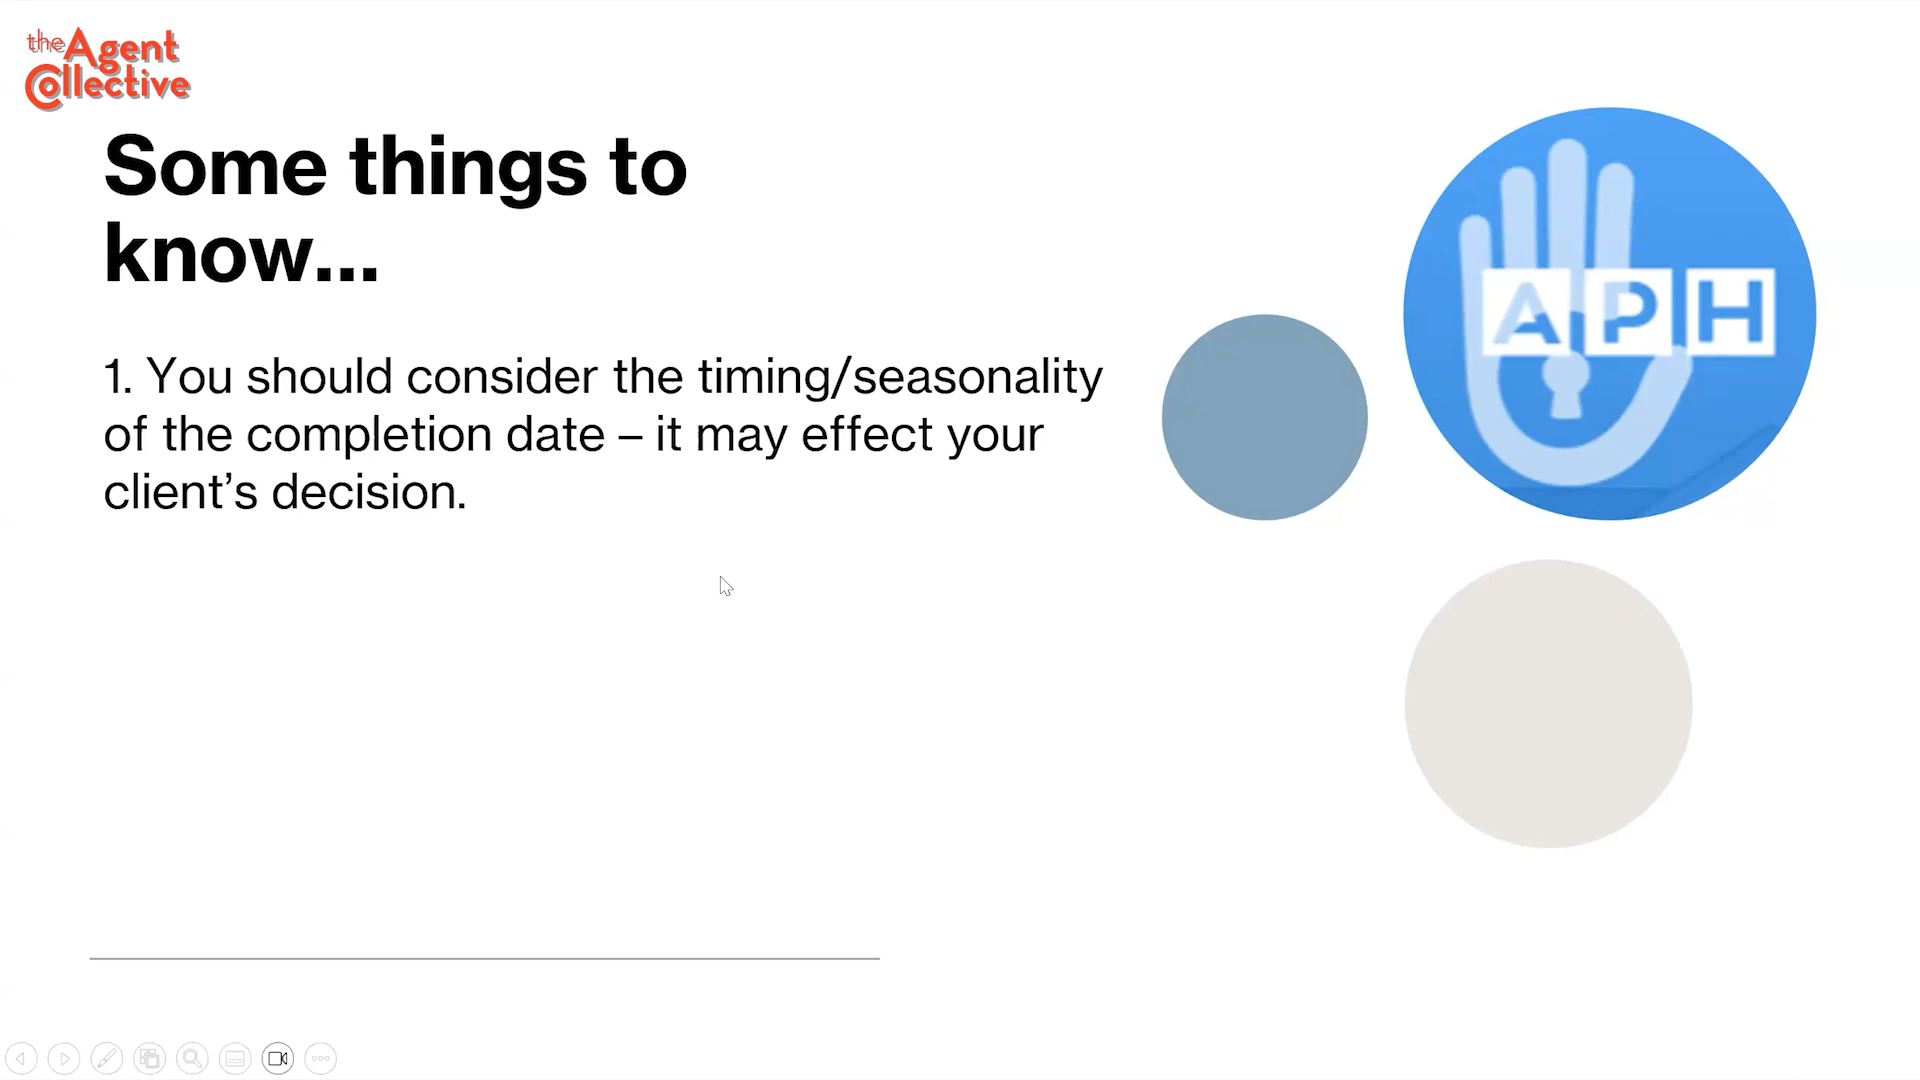 the Agent
Collective
Some things to
know...
1. You should consider the timing/seasonality
of the completion date – it may effect your
client’s decision.
APH